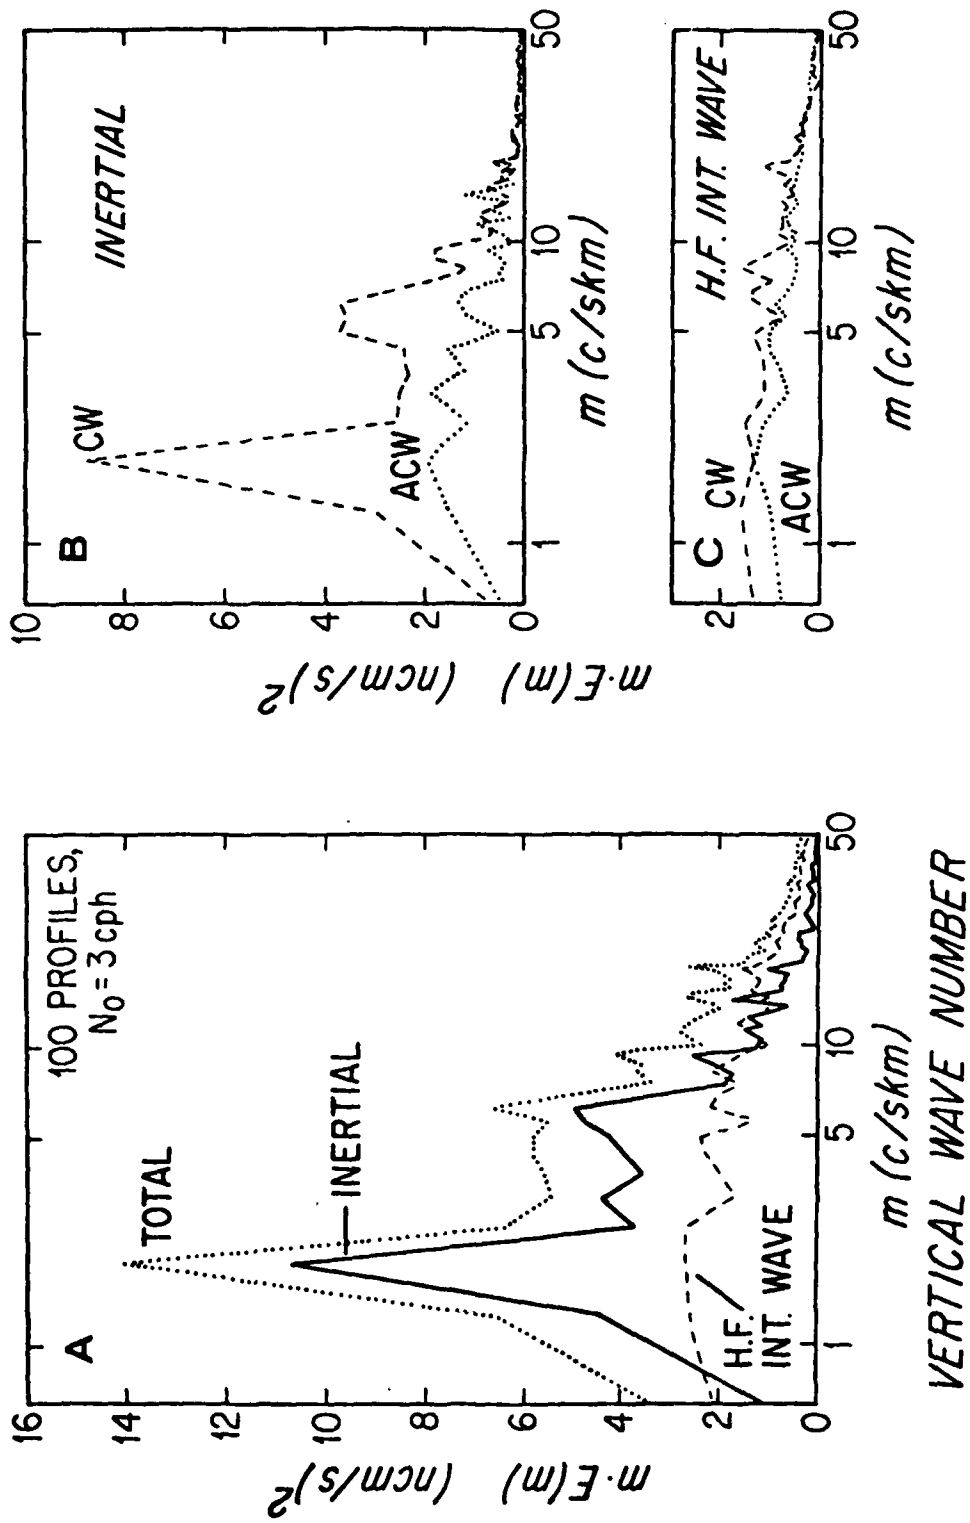 A
100 PROFILES,
N₀ = 3 cph
TOTAL
INERTIAL
H.F.
INT. WAVE
16
14
12
10
8
6
4
2
0
m·E(m) (ncm/s)²
1
5
10
50
m (c/skm)
VERTICAL WAVE NUMBER
B
INERTIAL
CW
ACW
10
8
6
4
2
0
1
5
10
50
m (c/skm)
m·E(m) (ncm/s)²
C
H.F. INT. WAVE
CW
ACW
2
0
1
5
10
50
m (c/skm)